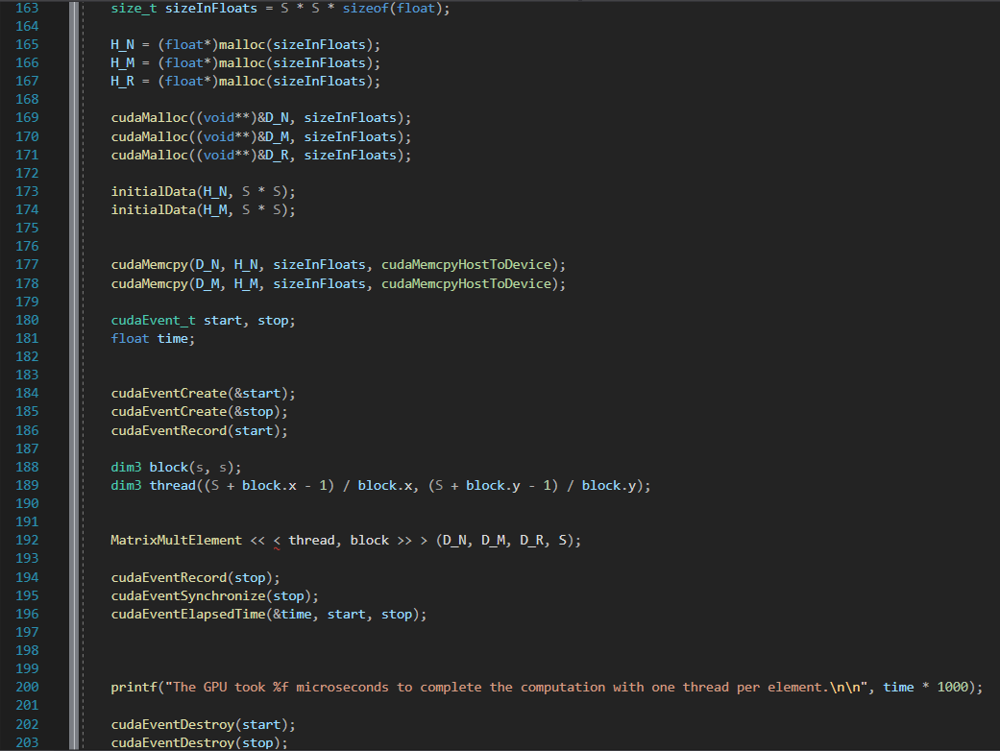 163 size_t sizeInFloats = S * S * sizeof(float);
164
165 H_N = (float*)malloc(sizeInFloats);
166 H_M = (float*)malloc(sizeInFloats);
167 H_R = (float*)malloc(sizeInFloats);
168
169 cudaMalloc((void**)&D_N, sizeInFloats);
170 cudaMalloc((void**)&D_M, sizeInFloats);
171 cudaMalloc((void**)&D_R, sizeInFloats);
172
173 initialData(H_N, S * S);
174 initialData(H_M, S * S);
175
176
177 cudaMemcpy(D_N, H_N, sizeInFloats, cudaMemcpyHostToDevice);
178 cudaMemcpy(D_M, H_M, sizeInFloats, cudaMemcpyHostToDevice);
179
180 cudaEvent_t start, stop;
181 float time;
182
183
184 cudaEventCreate(&start);
185 cudaEventCreate(&stop);
186 cudaEventRecord(start);
187
188 dim3 block(s, s);
189 dim3 thread((S + block.x - 1) / block.x, (S + block.y - 1) / block.y);
190
191
192 MatrixMultElement << < thread, block >> > (D_N, D_M, D_R, S);
193
194 cudaEventRecord(stop);
195 cudaEventSynchronize(stop);
196 cudaEventElapsedTime(&time, start, stop);
197
198
199
200 printf("The GPU took %f microseconds to complete the computation with one thread per element.\n\n", time * 1000);
201
202 cudaEventDestroy(start);
203 cudaEventDestroy(stop);